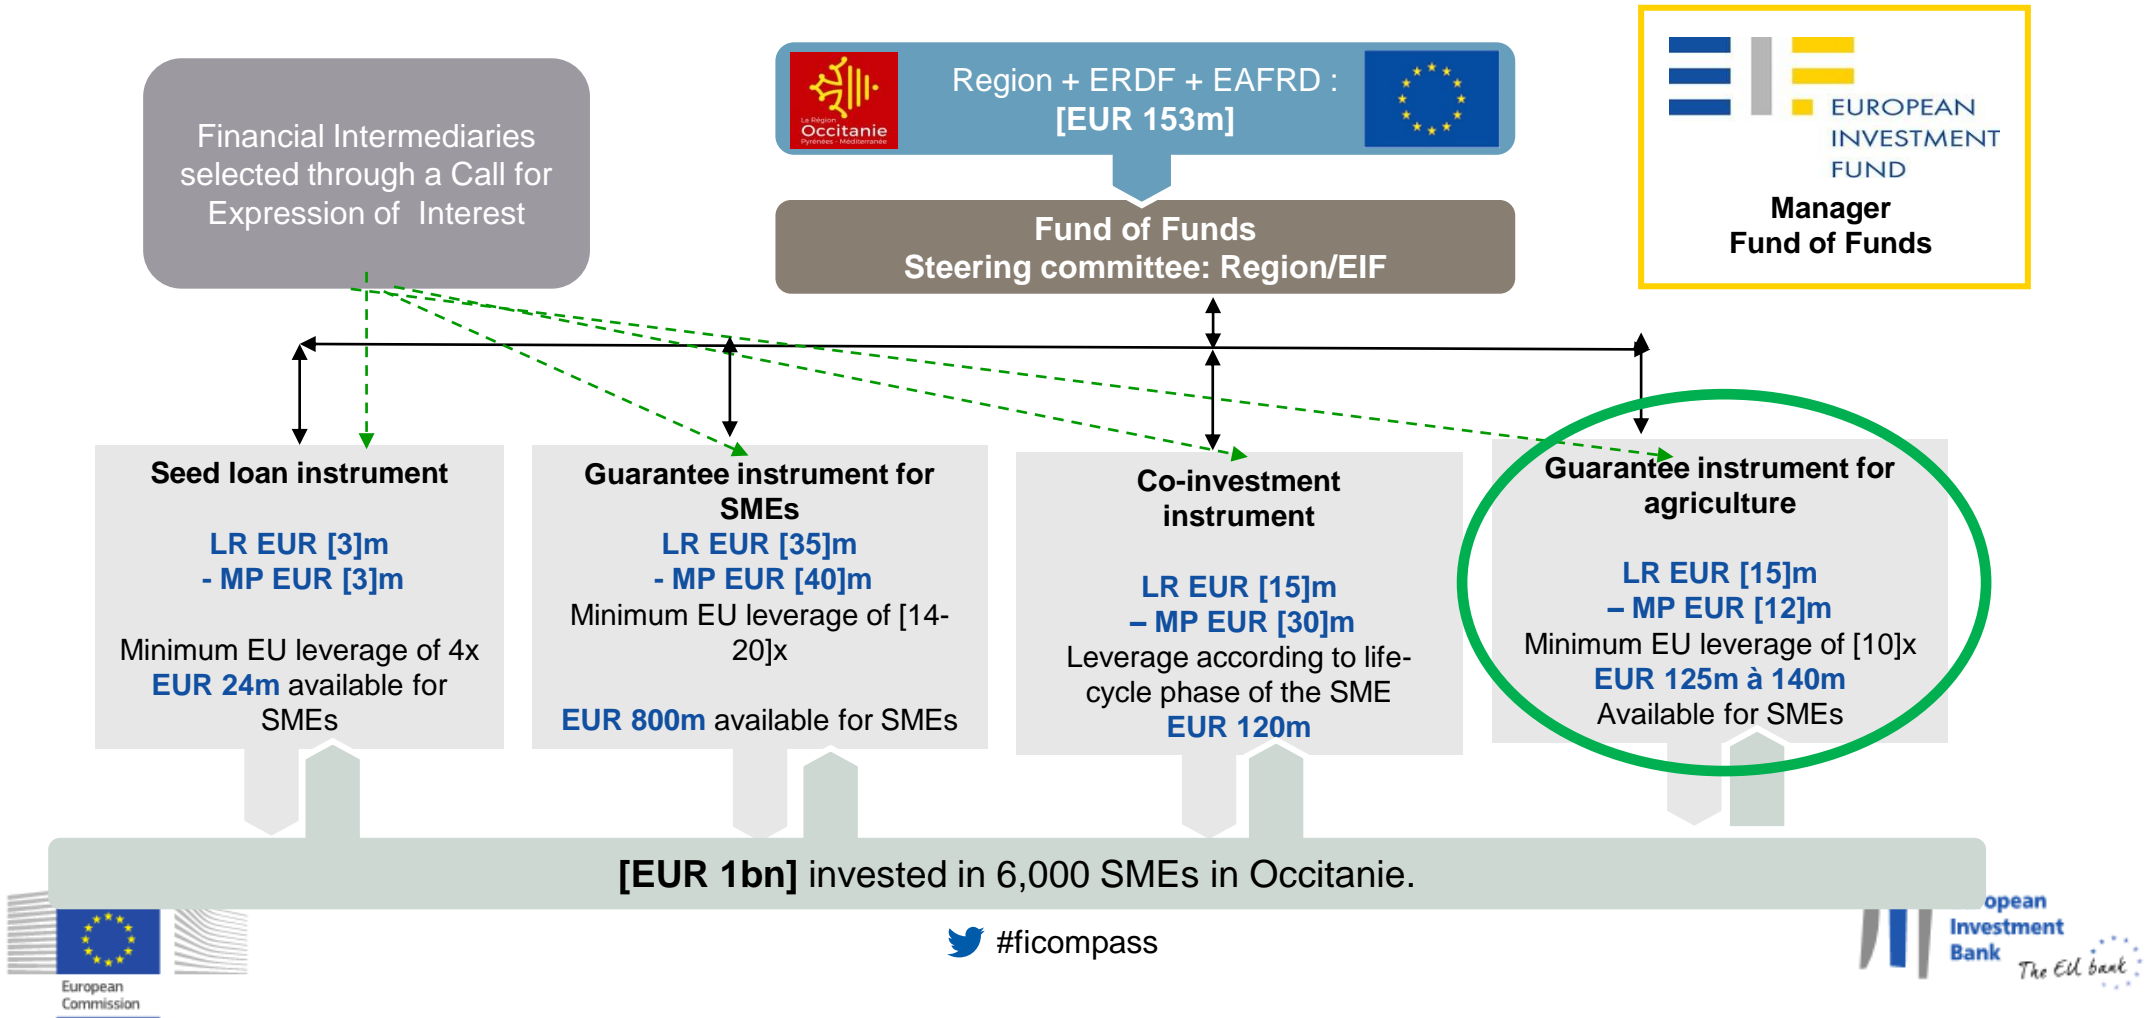 Financial Intermediaries
selected through a Call for
Expression of Interest
La Région
Occitanie
Pyrénées - Méditerranée
Region + ERDF + EAFRD :
[EUR 153m]
Fund of Funds
Steering committee: Region/EIF
EUROPEAN
INVESTMENT
FUND
Manager
Fund of Funds
Seed loan instrument
LR EUR [3]m
- MP EUR [3]m
Minimum EU leverage of 4x
EUR 24m available for
SMEs
Guarantee instrument for
SMEs
LR EUR [35]m
- MP EUR [40]m
Minimum EU leverage of [14-
20]x
EUR 800m available for SMEs
Co-investment
instrument
LR EUR [15]m
– MP EUR [30]m
Leverage according to life-
cycle phase of the SME
EUR 120m
Guarantee instrument for
agriculture
LR EUR [15]m
– MP EUR [12]m
Minimum EU leverage of [10]x
EUR 125m à 140m
Available for SMEs
[EUR 1bn] invested in 6,000 SMEs in Occitanie.
European
Commission
#ficompass
opean
Investment
Bank
The EU bank